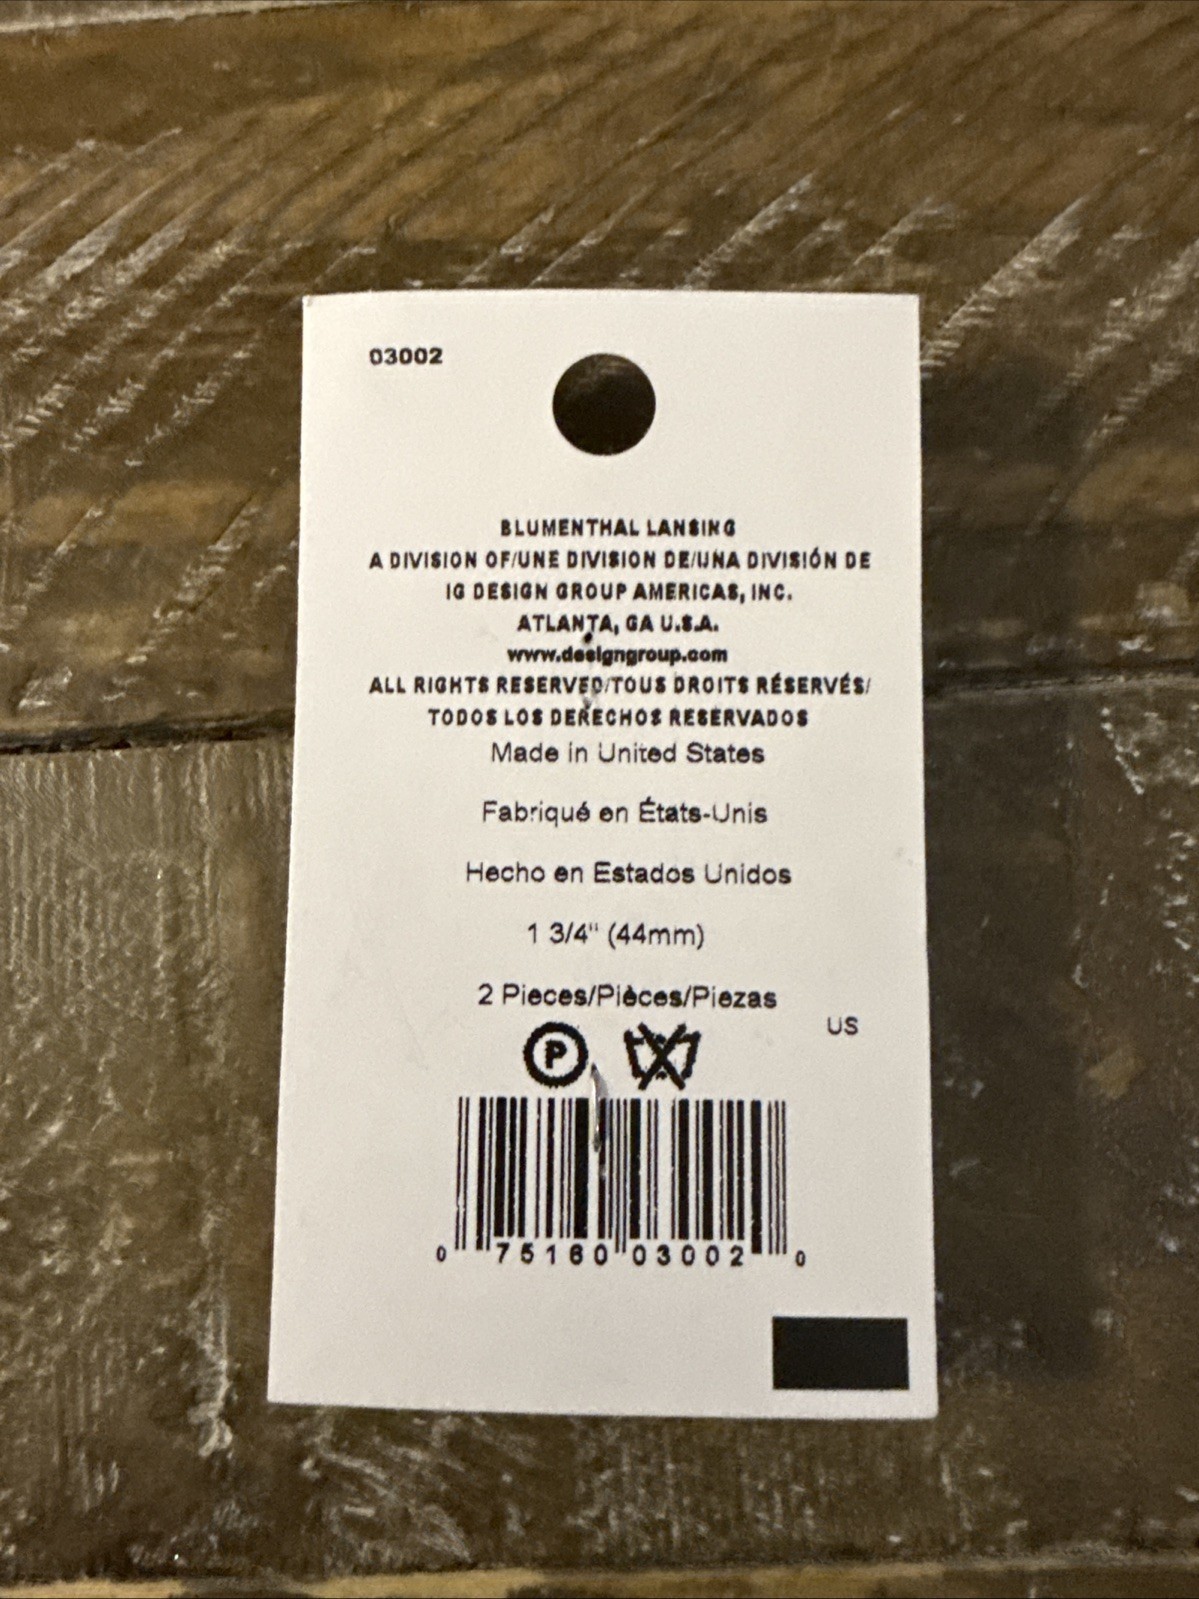 03002
BLUMENTHAL LANSING
A DIVISION OF/UNE DIVISION DE/UNA DIVISIÓN DE
IG DESIGN GROUP AMERICAS, INC.
ATLANTA, GA U.S.A.
www.designgroup.com
ALL RIGHTS RESERVED/TOUS DROITS RÉSERVÉS/
TODOS LOS DERECHOS RESERVADOS
Made in United States
Fabriqué en États-Unis
Hecho en Estados Unidos
1 3/4" (44mm)
2 Pieces/Pièces/Piezas
US
P
0 75160 03002 0